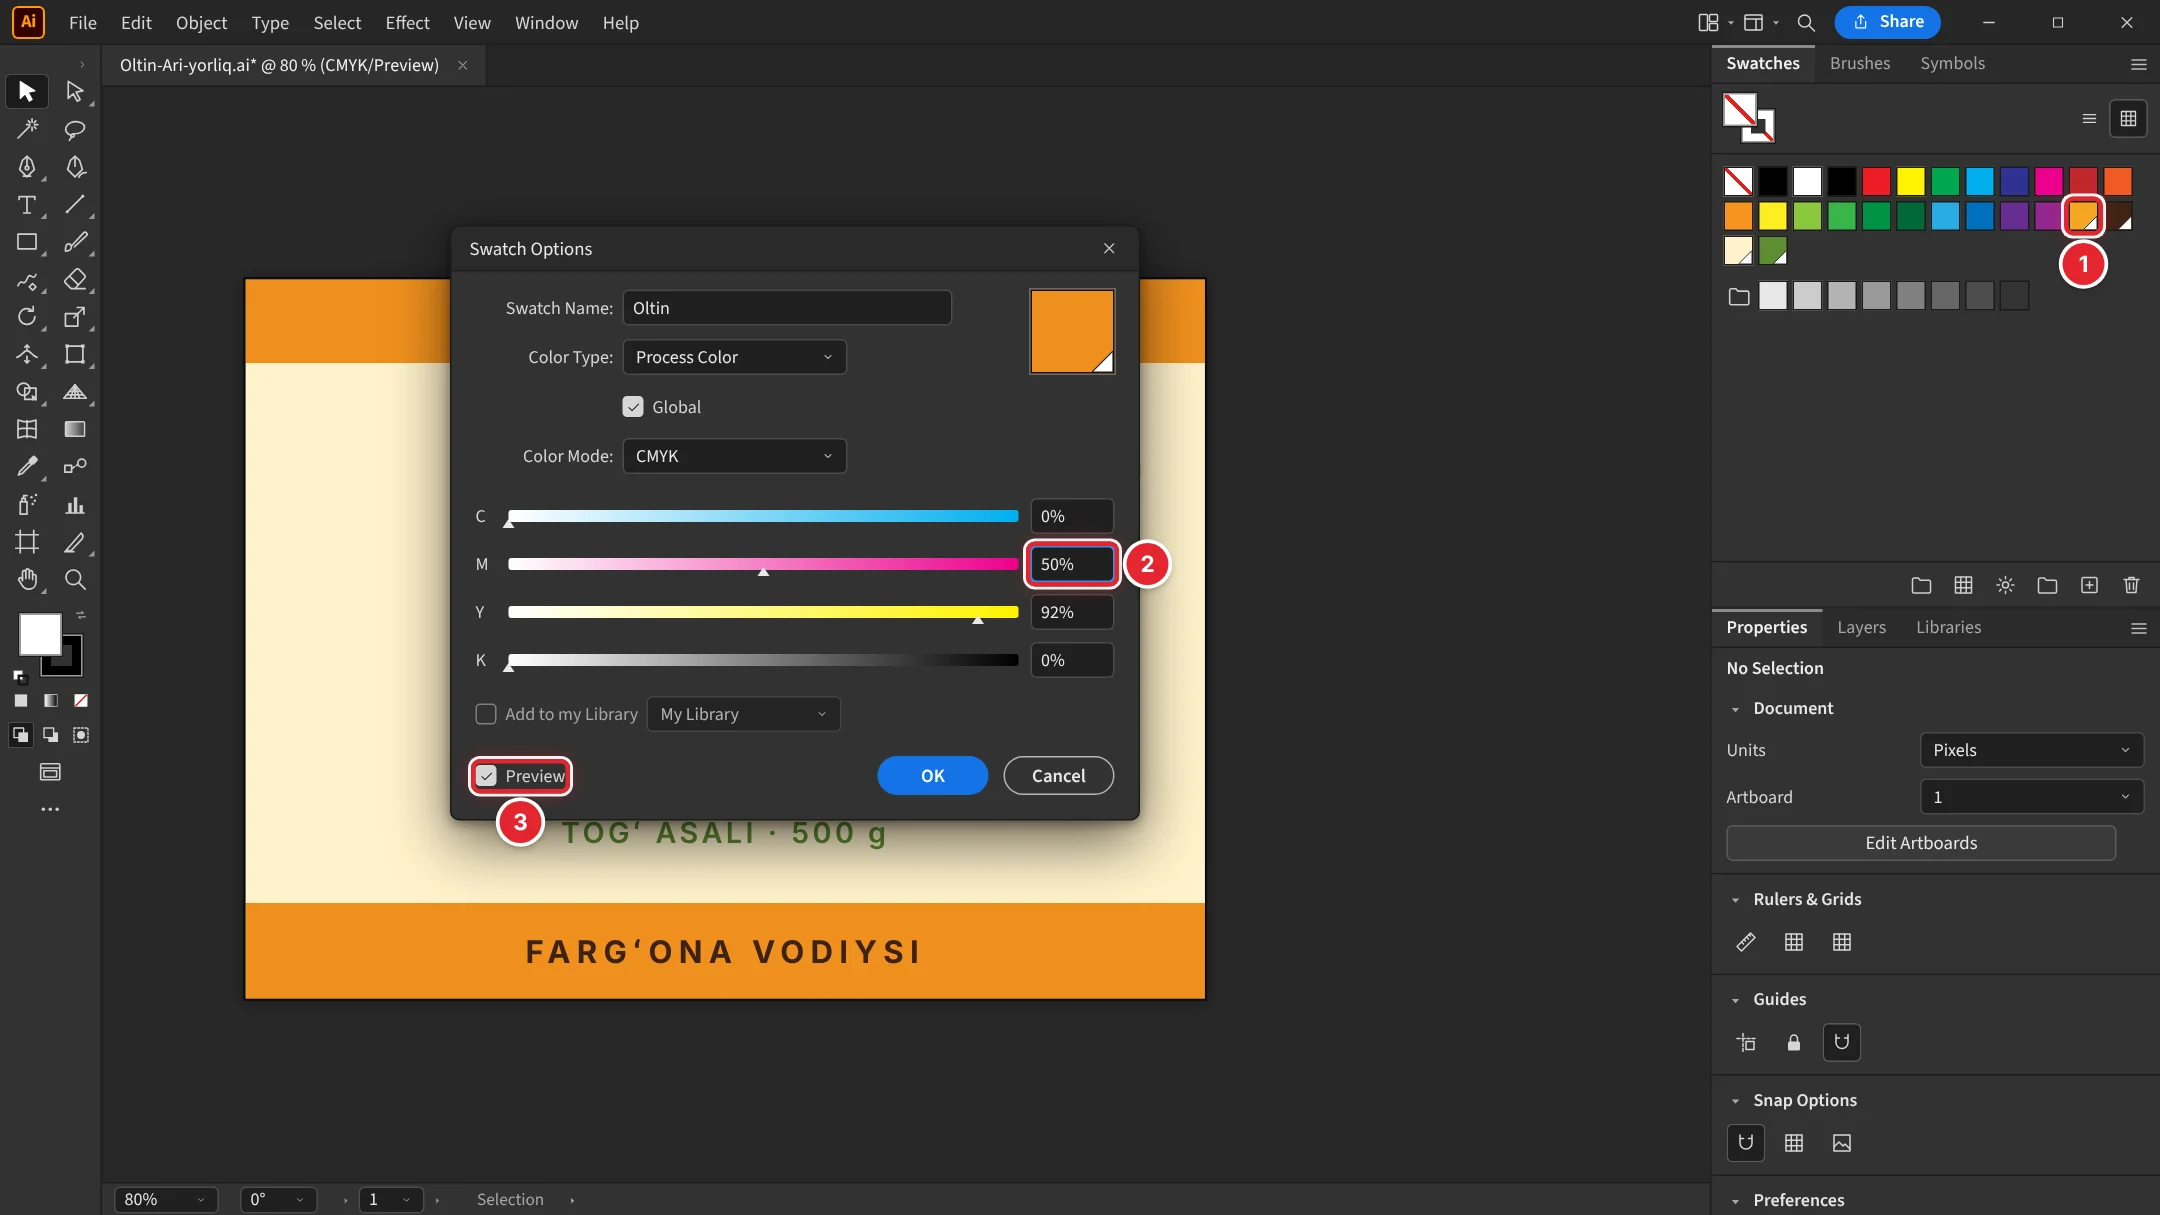 Ai File Edit Object Type Select Effect View Window Help Share
Oltin-Ari-yorliq.ai* @ 80 % (CMYK/Preview)
Swatches Brushes Symbols
1
Swatch Options
Swatch Name: Oltin
Color Type: Process Color
Global
Color Mode: CMYK
C 0%
M 50% 2
Y 92%
K 0%
Add to my Library My Library
Preview OK Cancel
3
TOGʻ ASALI · 500 g
FARGʻONA VODIYSI
Properties Layers Libraries
No Selection
Document
Units Pixels
Artboard 1
Edit Artboards
Rulers & Grids
Guides
Snap Options
Preferences
80% 0° 1 Selection